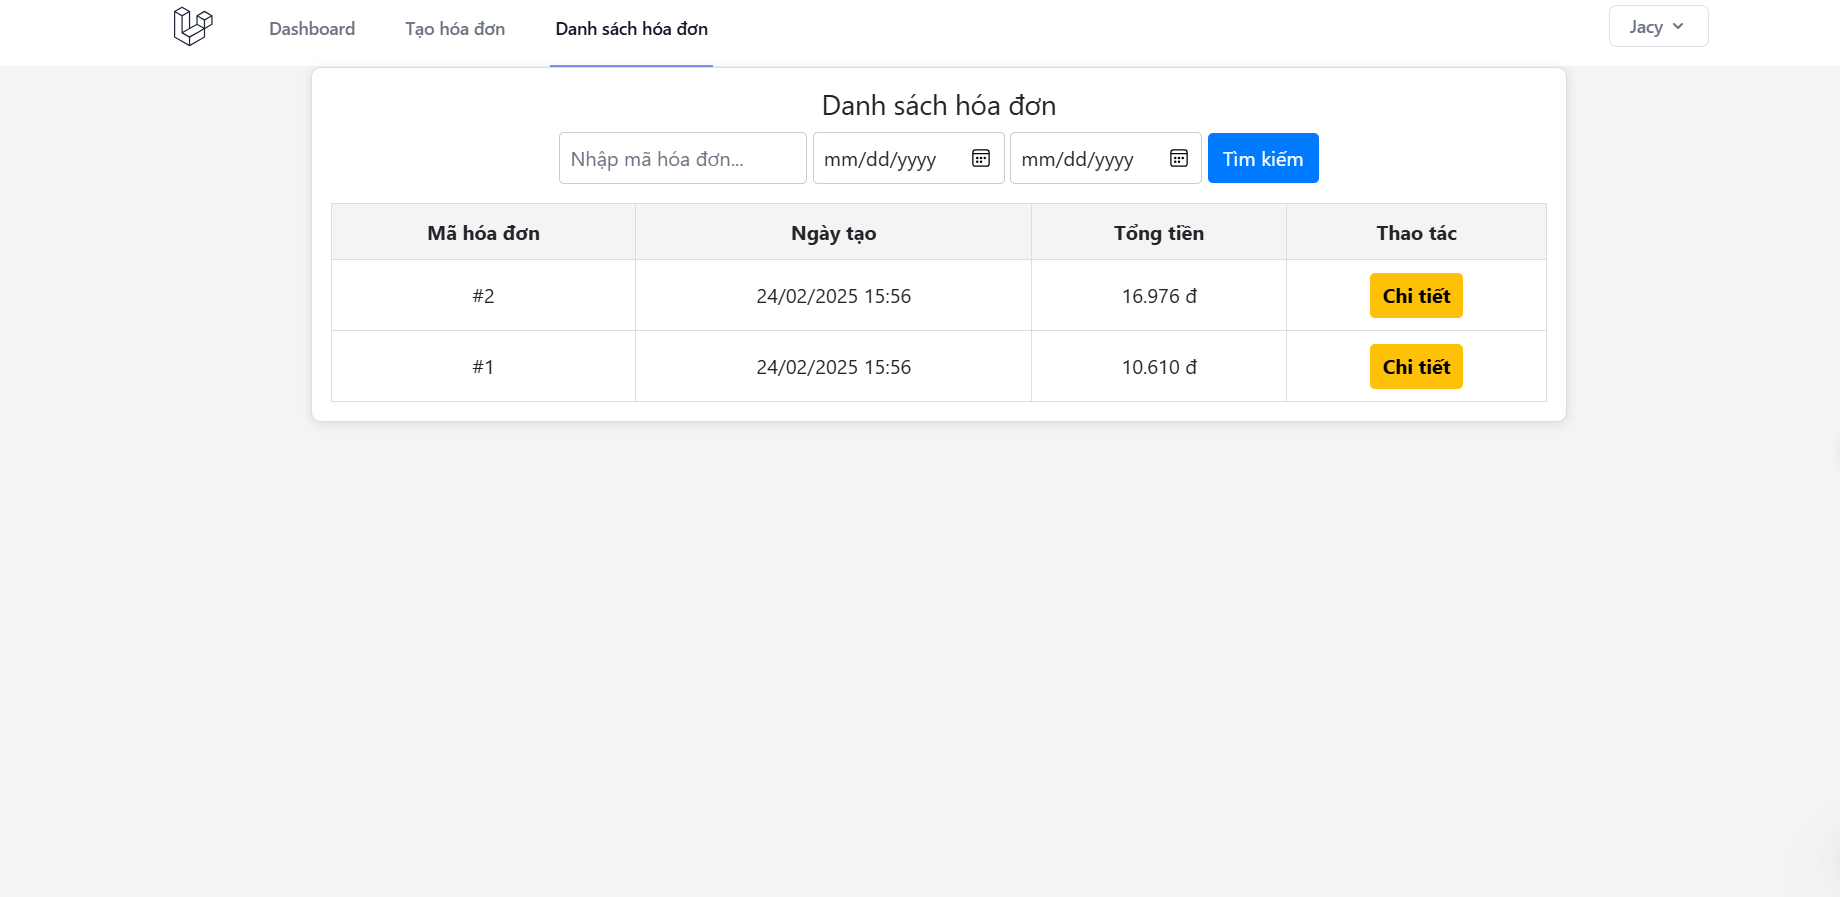 Dashboard Tạo hóa đơn Danh sách hóa đơn Jacy
Danh sách hóa đơn
Nhập mã hóa đơn... mm/dd/yyyy mm/dd/yyyy Tìm kiếm
Mã hóa đơn Ngày tạo Tổng tiền Thao tác
#2 24/02/2025 15:56 16.976 đ Chi tiết
#1 24/02/2025 15:56 10.610 đ Chi tiết